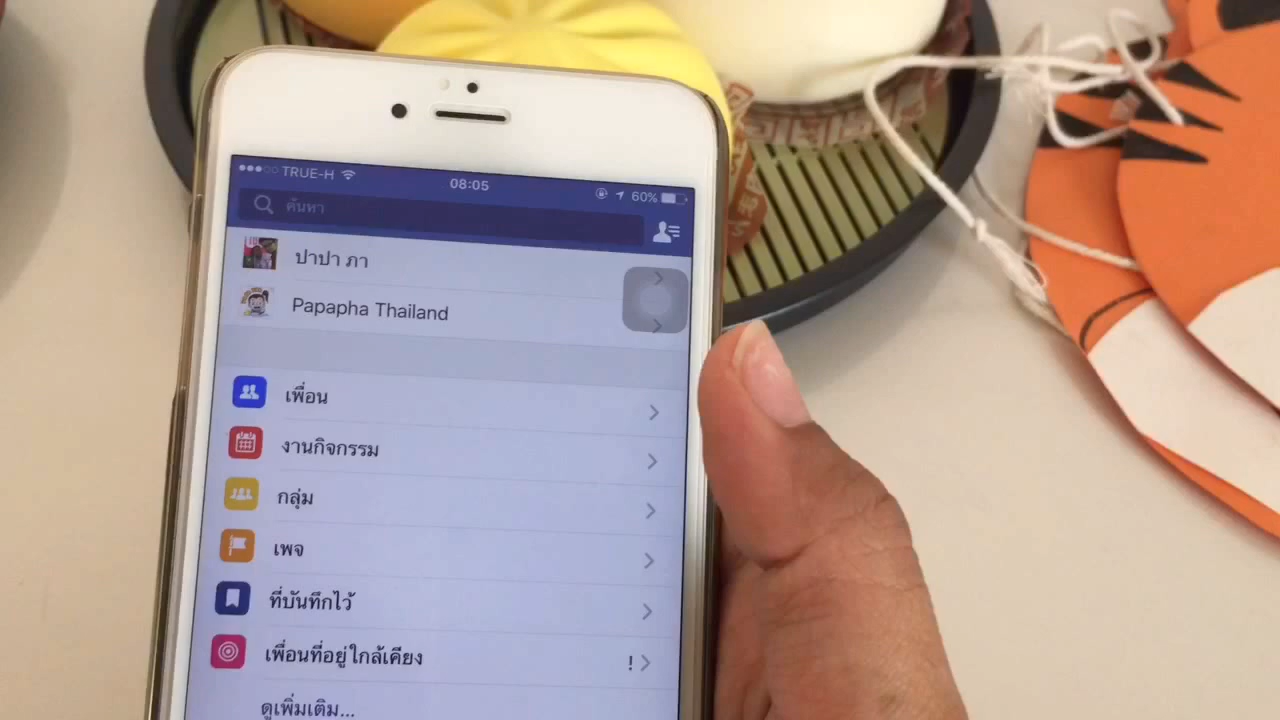 TRUE-H 08:05 60%
ค้นหา
ปาปา ภา
Papapha Thailand
เพื่อน
งานกิจกรรม
กลุ่ม
เพจ
ที่บันทึกไว้
เพื่อนที่อยู่ใกล้เคียง !
ดูเพิ่มเติม...